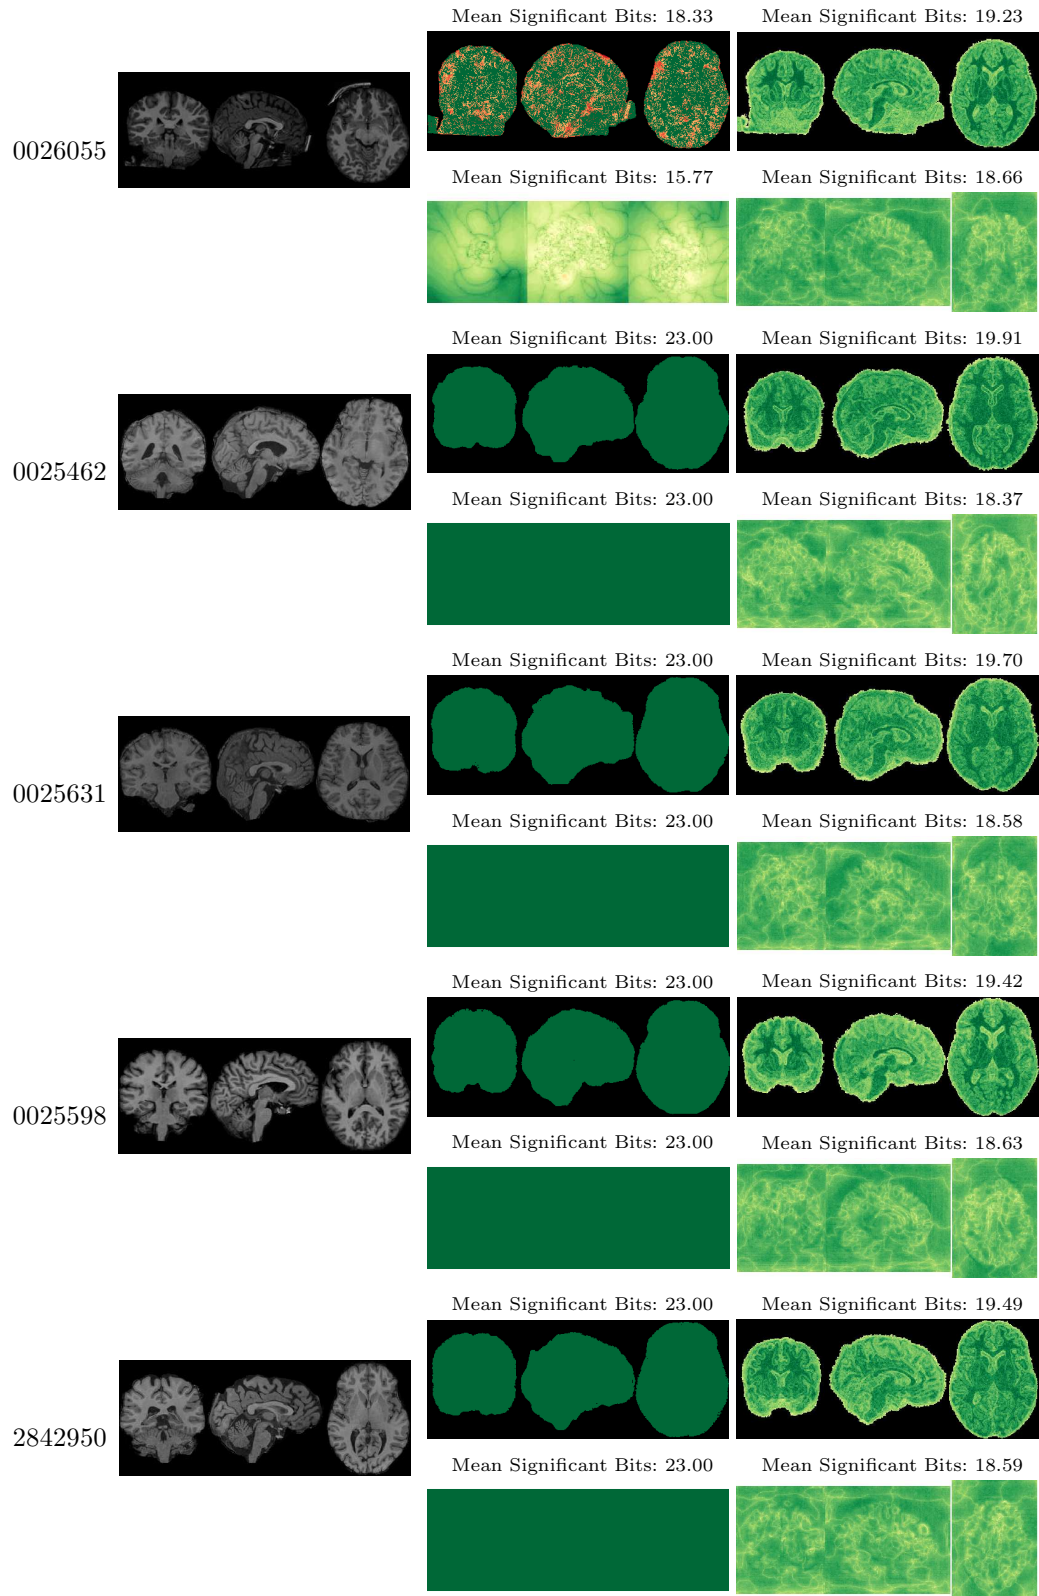 Mean Significant Bits: 18.33
Mean Significant Bits: 19.23
0026055
Mean Significant Bits: 15.77
Mean Significant Bits: 18.66
Mean Significant Bits: 23.00
Mean Significant Bits: 19.91
0025462
Mean Significant Bits: 23.00
Mean Significant Bits: 18.37
Mean Significant Bits: 23.00
Mean Significant Bits: 19.70
0025631
Mean Significant Bits: 23.00
Mean Significant Bits: 18.58
Mean Significant Bits: 23.00
Mean Significant Bits: 19.42
0025598
Mean Significant Bits: 23.00
Mean Significant Bits: 18.63
Mean Significant Bits: 23.00
Mean Significant Bits: 19.49
2842950
Mean Significant Bits: 23.00
Mean Significant Bits: 18.59